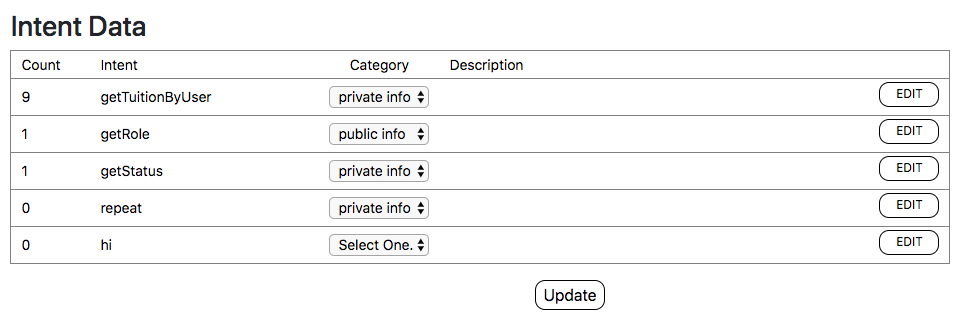 Intent Data
Count Intent Category Description
9 getTuitionByUser private info EDIT
1 getRole public info EDIT
1 getStatus private info EDIT
0 repeat private info EDIT
0 hi Select One. EDIT
Update